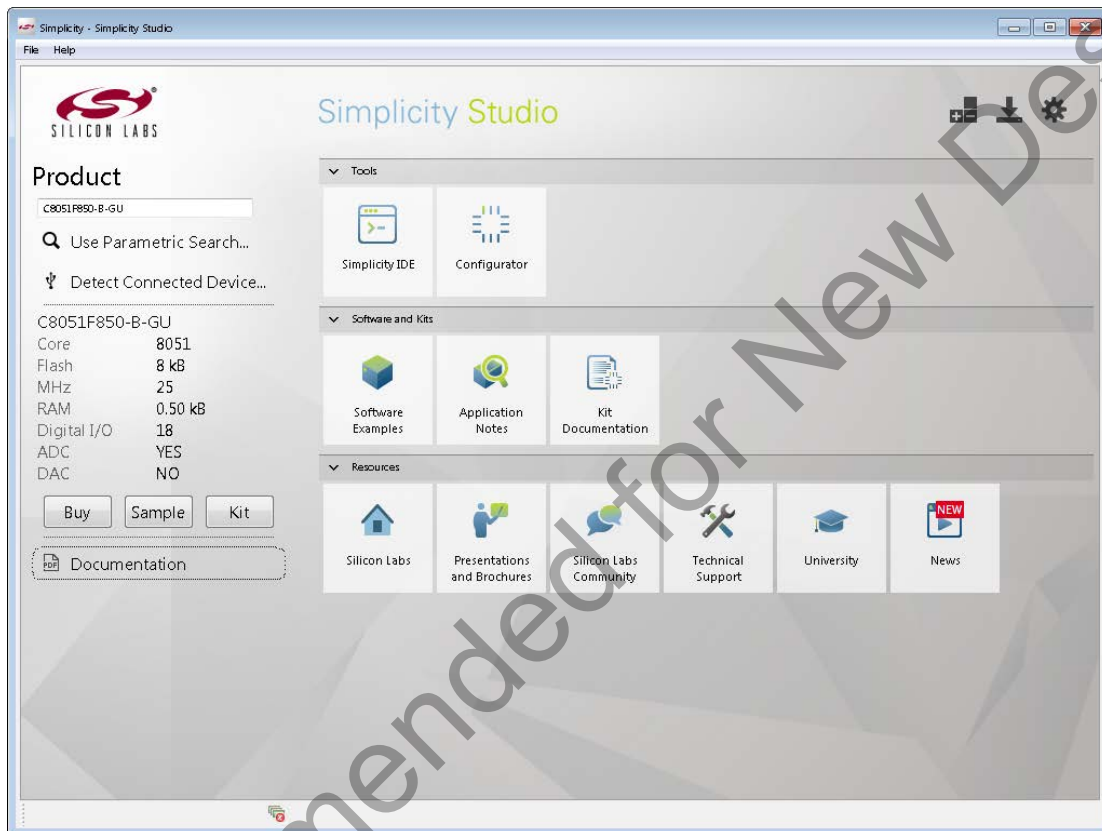 Simplicity - Simplicity Studio
File Help
SILICON LABS
Simplicity Studio
Product
C8051F850-B-GU
Use Parametric Search...
Detect Connected Device...
C8051F850-B-GU
Core 8051
Flash 8 kB
MHz 25
RAM 0.50 kB
Digital I/O 18
ADC YES
DAC NO
Buy Sample Kit
PDF Documentation
Tools
Simplicity IDE
Configurator
Software and Kits
Software
Examples
Application
Notes
Kit
Documentation
Resources
Silicon Labs
Presentations
and Brochures
Silicon Labs
Community
Technical
Support
University
NEW
News
mended for New Des